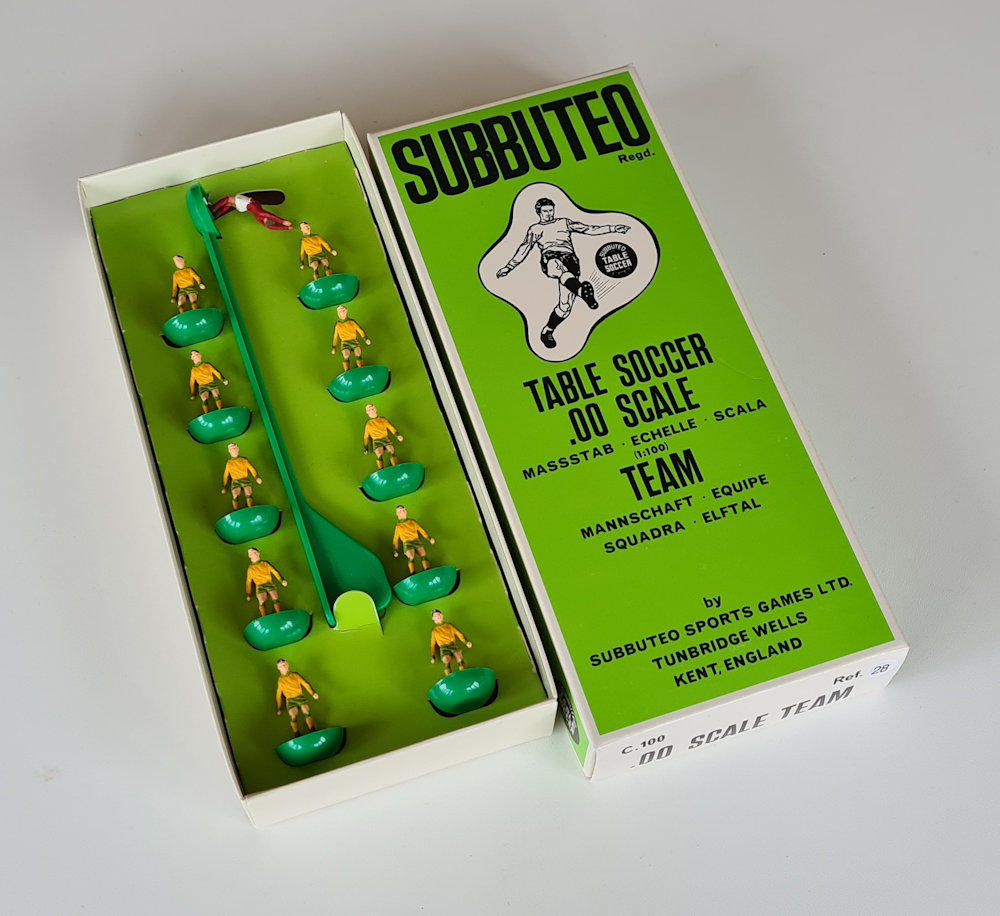 SUBBUTEO
Regd.
SUBBUTEO
TABLE
SOCCER
TABLE SOCCER
.00 SCALE
MASSSTAB · ECHELLE · SCALA
(1:100)
TEAM
MANNSCHAFT · EQUIPE
SQUADRA · ELFTAL
by
SUBBUTEO SPORTS GAMES LTD.
TUNBRIDGE WELLS
KENT, ENGLAND
Ref. 28
C.100
.00 SCALE TEAM